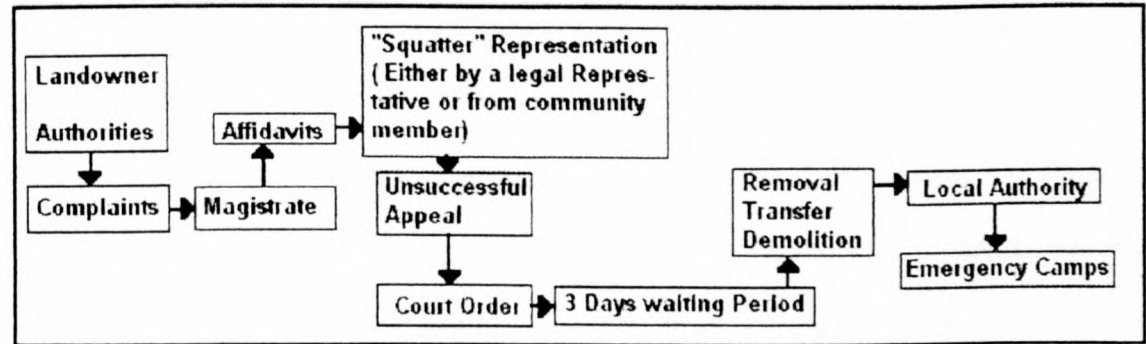 Landowner
Authorities
Complaints
Magistrate
Affidavits
"Squatter" Representation
( Either by a legal Repres-
tative or from community
member)
Unsuccessful
Appeal
Court Order
3 Days waiting Period
Removal
Transfer
Demolition
Local Authority
Emergency Camps